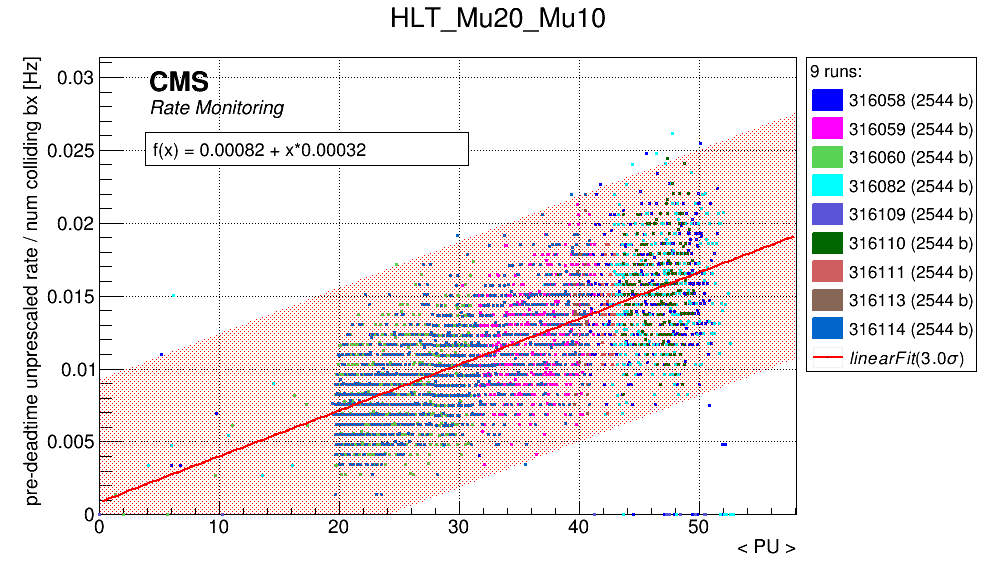 HLT_Mu20_Mu10
pre-deadtime unprescaled rate / num colliding bx [Hz]
0.03
0.025
0.02
0.015
0.01
0.005
0
CMS
Rate Monitoring
f(x) = 0.00082 + x*0.00032
0 10 20 30 40 50
< PU >
9 runs:
316058 (2544 b)
316059 (2544 b)
316060 (2544 b)
316082 (2544 b)
316109 (2544 b)
316110 (2544 b)
316111 (2544 b)
316113 (2544 b)
316114 (2544 b)
linearFit(3.0σ)